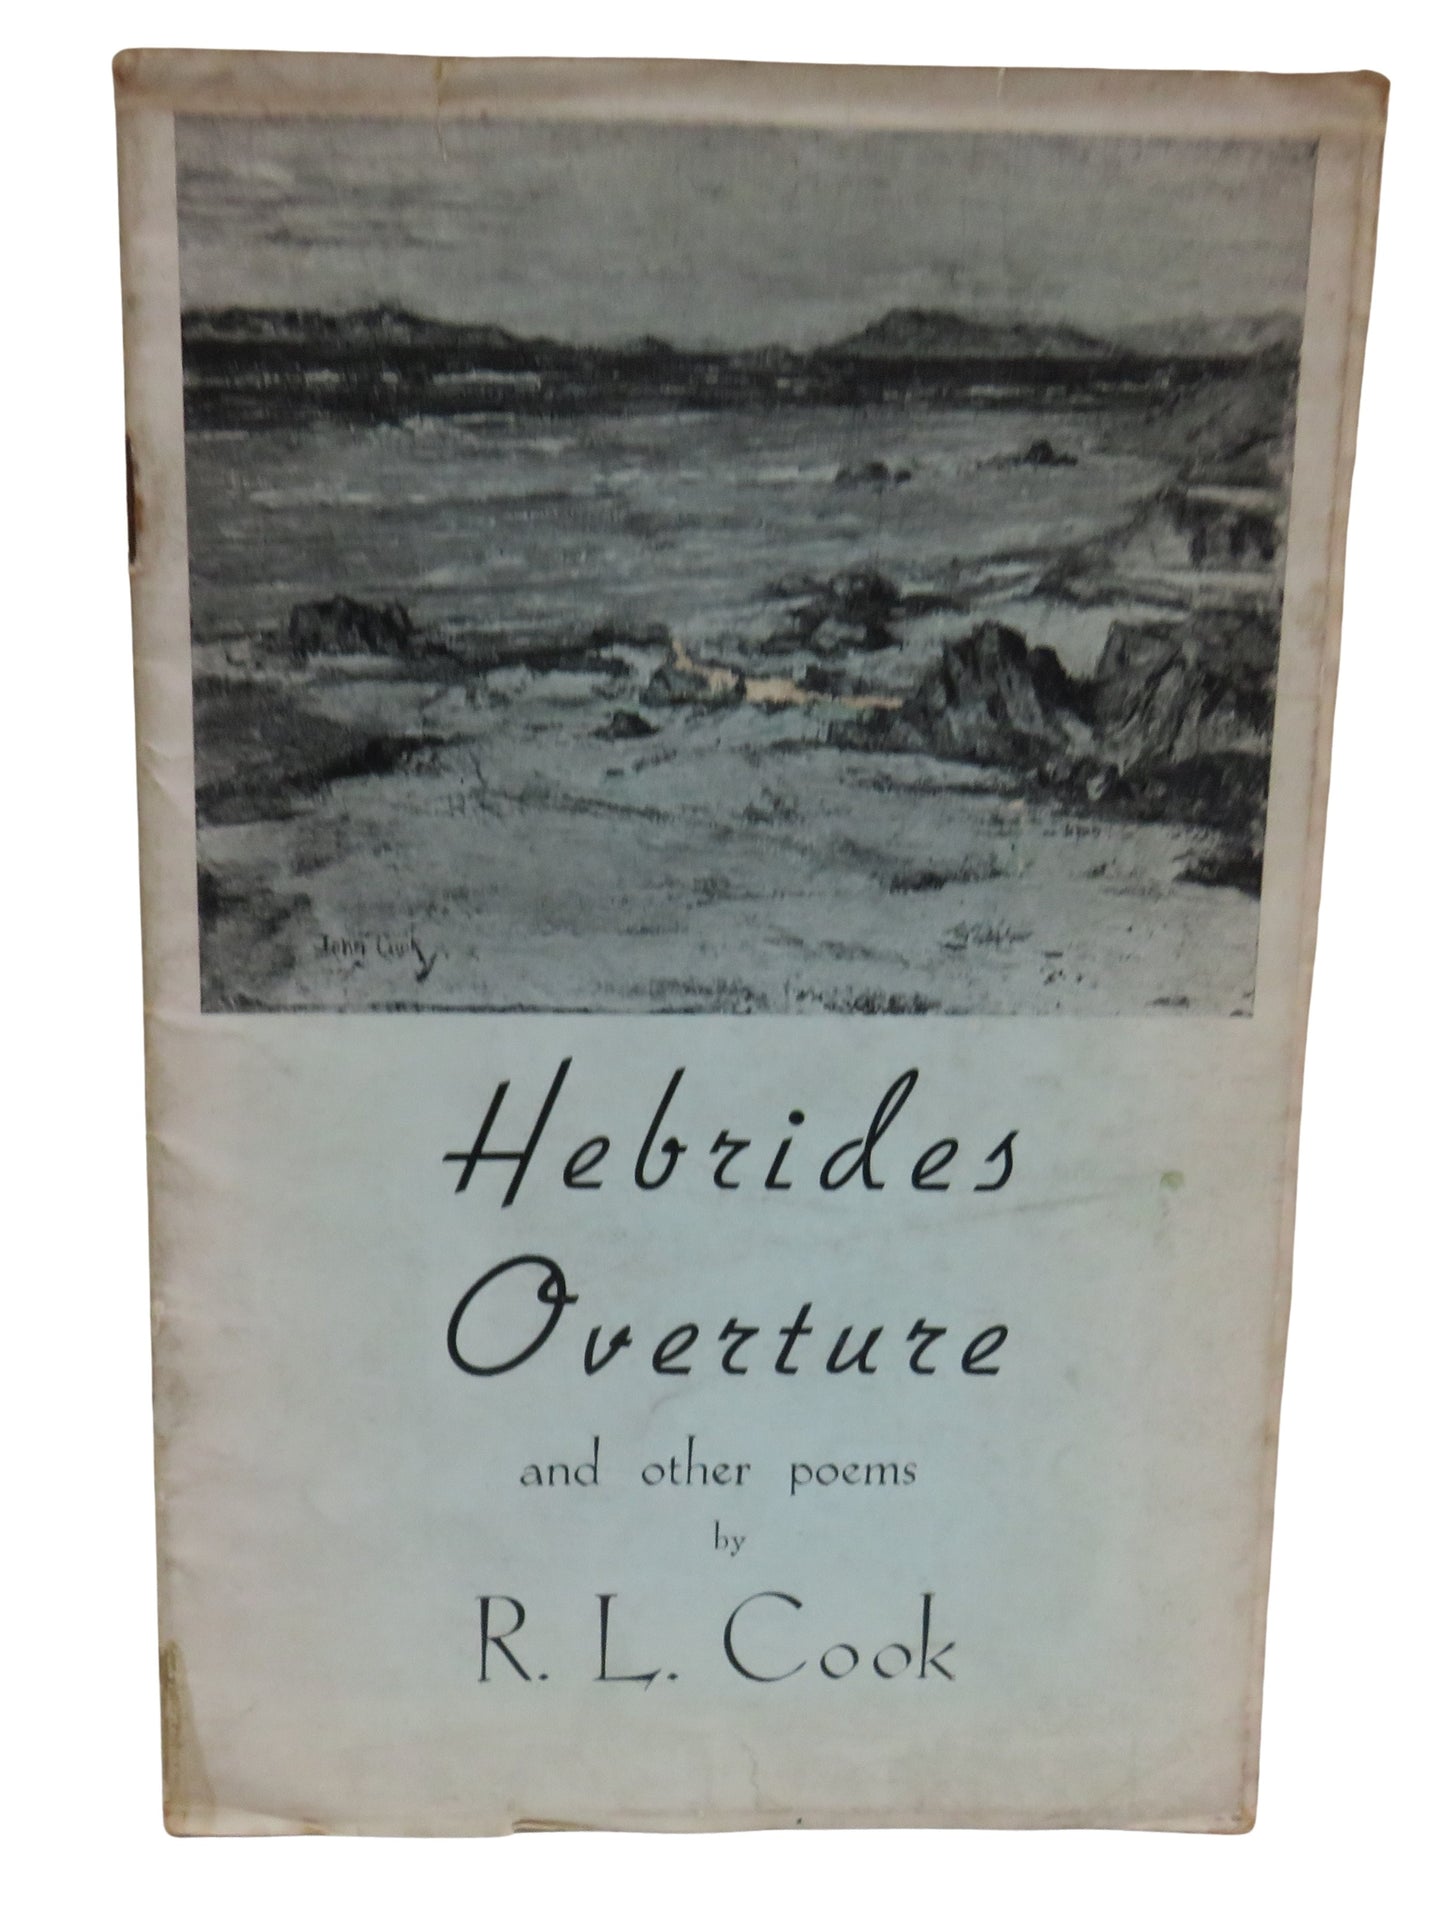 John Cook
Hebrides
Overture
and other poems
by
R. L. Cook